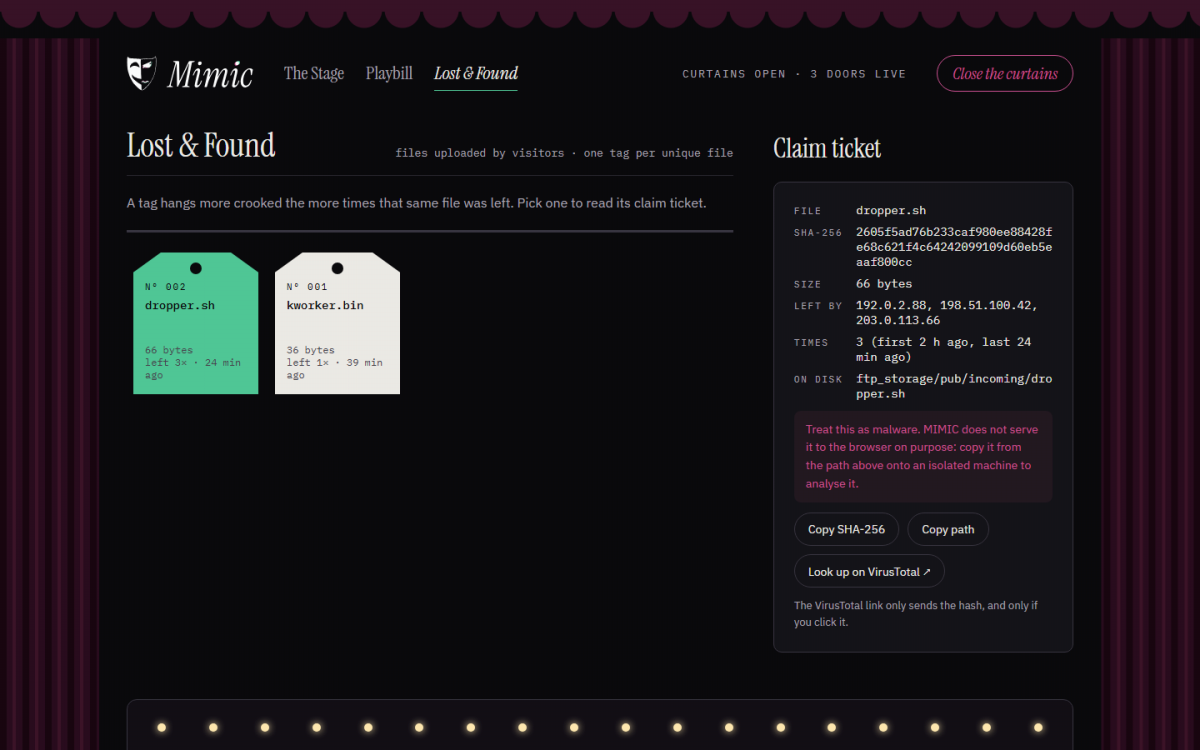 Mimic
The Stage
Playbill
Lost & Found
CURTAINS OPEN · 3 DOORS LIVE
Close the curtains
Lost & Found
files uploaded by visitors · one tag per unique file
A tag hangs more crooked the more times that same file was left. Pick one to read its claim ticket.
Nº 002
dropper.sh
66 bytes
left 3× · 24 min
ago
Nº 001
kworker.bin
36 bytes
left 1× · 39 min
ago
Claim ticket
FILE dropper.sh
SHA-256 2605f5ad76b233caf980ee88428f
e68c621f4c64242099109d60eb5e
aaf800cc
SIZE 66 bytes
LEFT BY 192.0.2.88, 198.51.100.42,
203.0.113.66
TIMES 3 (first 2 h ago, last 24
min ago)
ON DISK ftp_storage/pub/incoming/dro
pper.sh
Treat this as malware. MIMIC does not serve
it to the browser on purpose: copy it from
the path above onto an isolated machine to
analyse it.
Copy SHA-256
Copy path
Look up on VirusTotal ↗
The VirusTotal link only sends the hash, and only if
you click it.